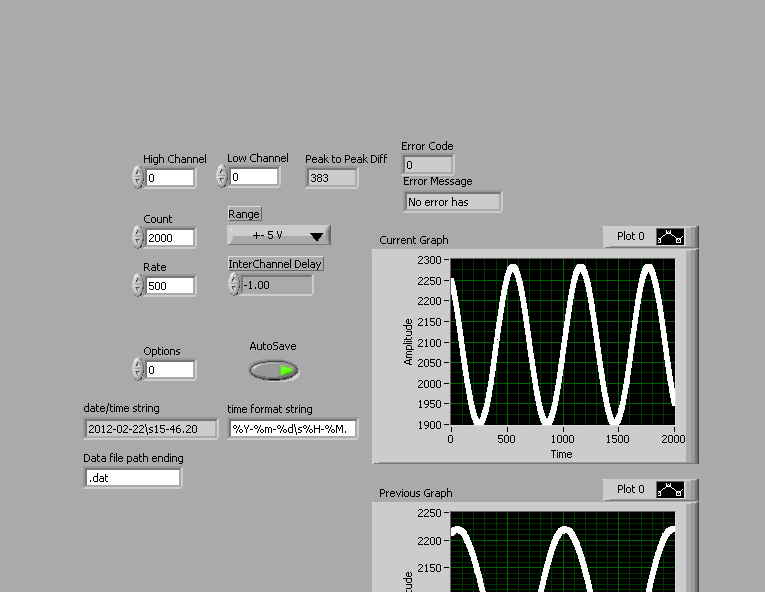 High Channel
0
Low Channel
0
Peak to Peak Diff
383
Error Code
0
Error Message
No error has
Count
2000
Range
+- 5 V
Rate
500
InterChannel Delay
-1.00
Options
0
AutoSave
date/time string
2012-02-22\s15-46.20
time format string
%Y-%m-%d\s%H-%M.
Data file path ending
.dat
Current Graph
Plot 0
2300
2250
2200
2150
2100
2050
2000
1950
1900
Amplitude
0
500
1000
1500
2000
Time
Previous Graph
Plot 0
2250
2200
2150